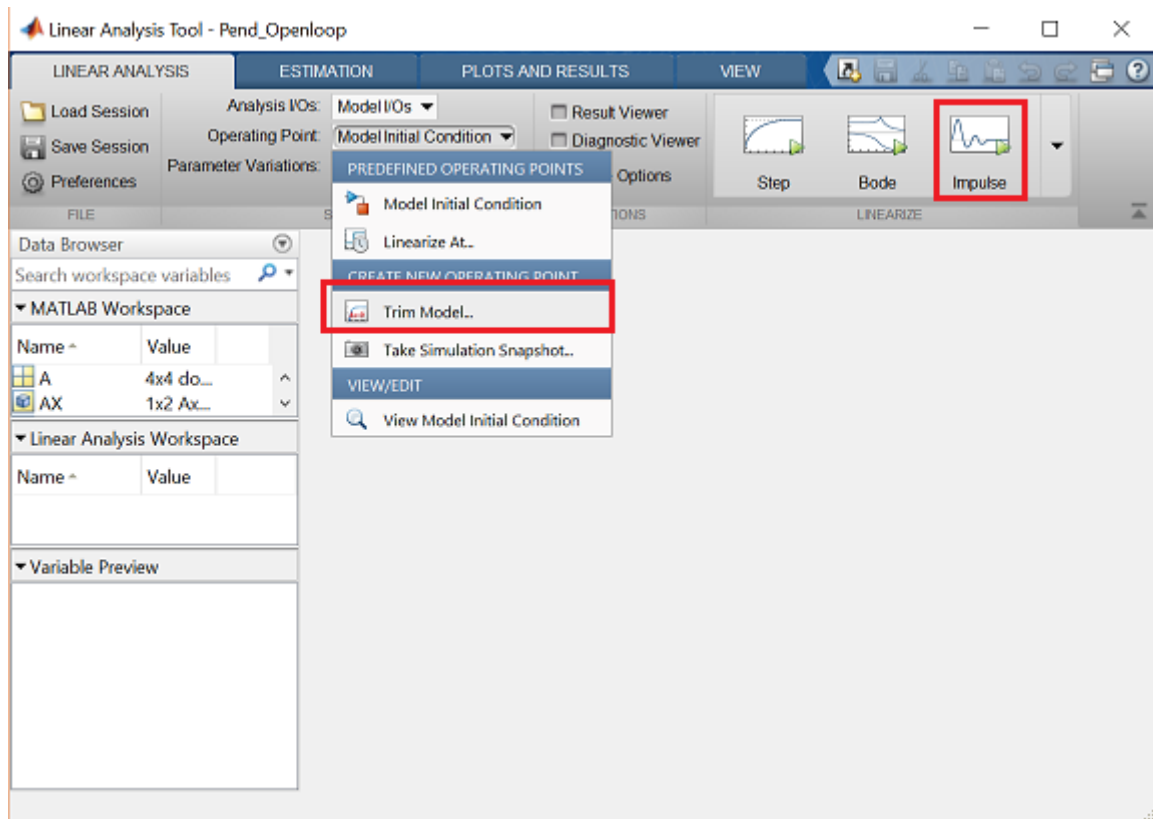 Linear Analysis Tool - Pend_Openloop
LINEAR ANALYSIS ESTIMATION PLOTS AND RESULTS VIEW
Load Session
Save Session
Preferences
FILE
Analysis I/Os: Model I/Os
Operating Point: Model Initial Condition
Parameter Variations:
PREDEFINED OPERATING POINTS
Model Initial Condition
Linearize At...
CREATE NEW OPERATING POINT
Trim Model...
Take Simulation Snapshot...
VIEW/EDIT
View Model Initial Condition
Result Viewer
Diagnostic Viewer
Options
Step
Bode
Impulse
LINEARIZE
Data Browser
Search workspace variables
MATLAB Workspace
Name Value
A 4x4 do...
AX 1x2 Ax...
Linear Analysis Workspace
Name Value
Variable Preview